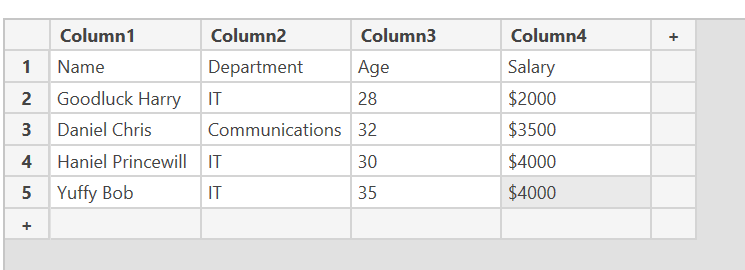 Column1 Column2 Column3 Column4 +
1 Name Department Age Salary
2 Goodluck Harry IT 28 $2000
3 Daniel Chris Communications 32 $3500
4 Haniel Princewill IT 30 $4000
5 Yuffy Bob IT 35 $4000
+